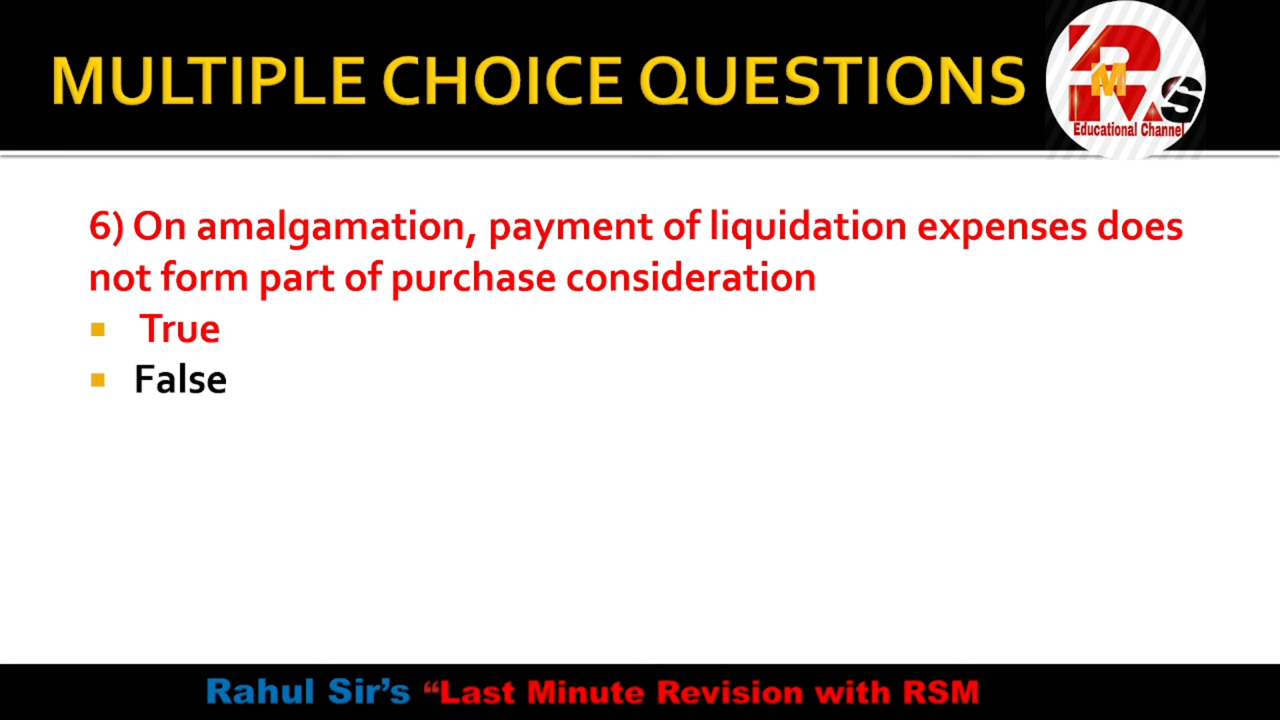 MULTIPLE CHOICE QUESTIONS
RMS
Educational Channel
6) On amalgamation, payment of liquidation expenses does
not form part of purchase consideration
True
False
Rahul Sir’s “Last Minute Revision with RSM